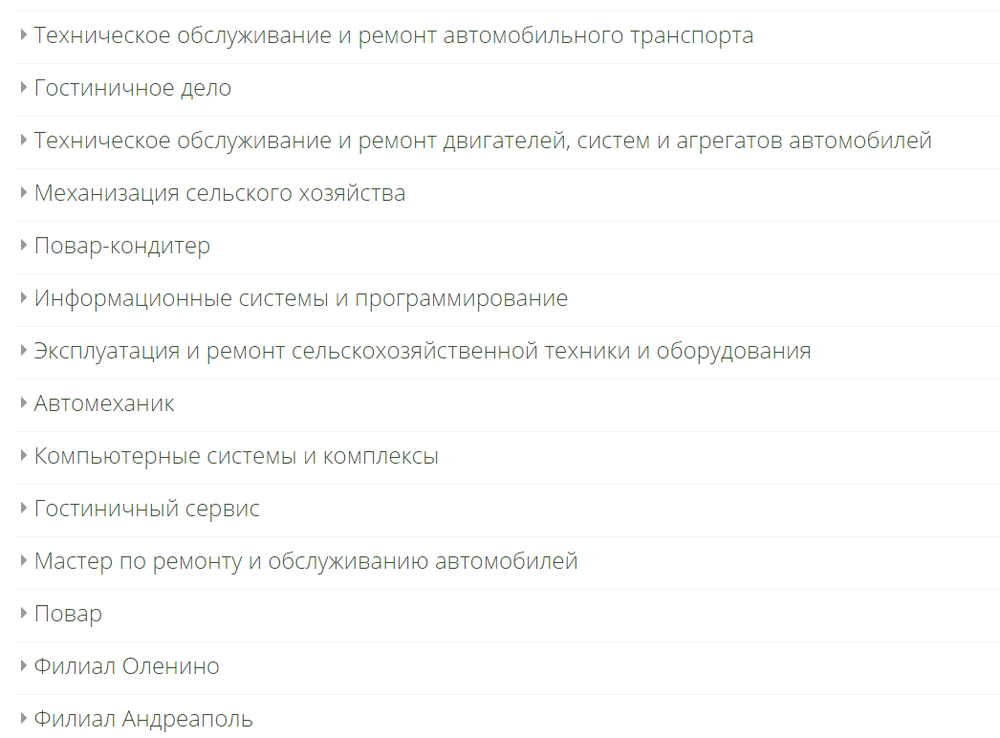 Техническое обслуживание и ремонт автомобильного транспорта
Гостиничное дело
Техническое обслуживание и ремонт двигателей, систем и агрегатов автомобилей
Механизация сельского хозяйства
Повар-кондитер
Информационные системы и программирование
Эксплуатация и ремонт сельскохозяйственной техники и оборудования
Автомеханик
Компьютерные системы и комплексы
Гостиничный сервис
Мастер по ремонту и обслуживанию автомобилей
Повар
Филиал Оленино
Филиал Андреаполь